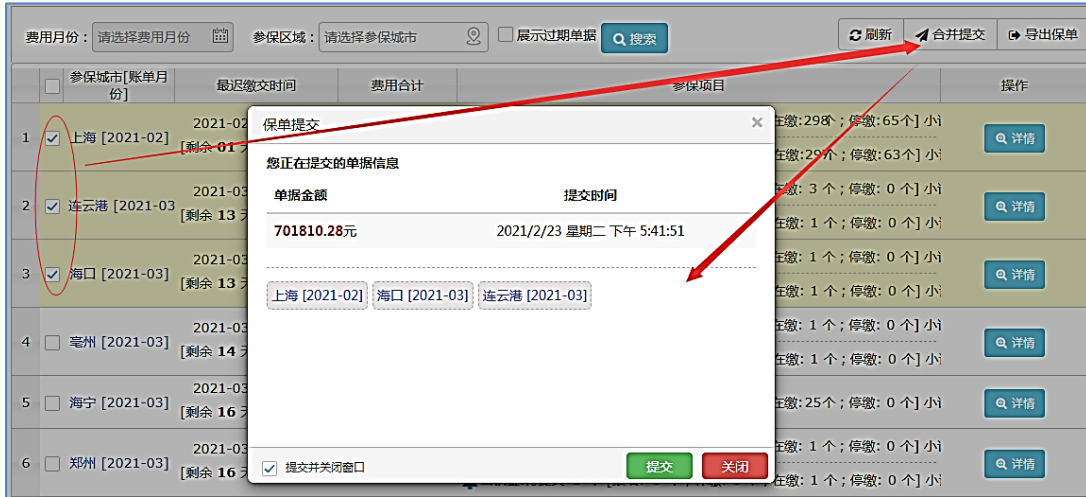 费用月份： 请选择费用月份 参保区域： 请选择参保城市 展示过期单据 搜索 刷新 合并提交 导出保单
参保城市[账单月份] 最迟缴交时间 费用合计 参保项目 操作
1 上海 [2021-02] 2021-02 [剩余 01 天 在缴:298个；停缴:65个] 小计
在缴:29个；停缴:63个] 小计 详情
2 连云港 [2021-03 2021-03 [剩余 13 天 在缴: 3 个；停缴: 0 个] 小计
在缴: 1 个；停缴: 0 个] 小计 详情
3 海口 [2021-03] 2021-03 [剩余 13 天 在缴: 1 个；停缴: 0 个] 小计
在缴: 1 个；停缴: 0 个] 小计 详情
4 亳州 [2021-03] 2021-03 [剩余 14 天 在缴: 1 个；停缴: 0 个] 小计
在缴: 1 个；停缴: 0 个] 小计 详情
5 海宁 [2021-03] 2021-03 [剩余 16 天 在缴:25个；停缴: 0 个] 小计 详情
6 郑州 [2021-03] 2021-03 [剩余 16 天 在缴: 1 个；停缴: 0 个] 小计
在缴: 1 个；停缴: 0 个] 小计 详情
保单提交 ×
您正在提交的单据信息
单据金额 提交时间
701810.28元 2021/2/23 星期二 下午 5:41:51
上海 [2021-02] 海口 [2021-03] 连云港 [2021-03]
提交并关闭窗口 提交 关闭